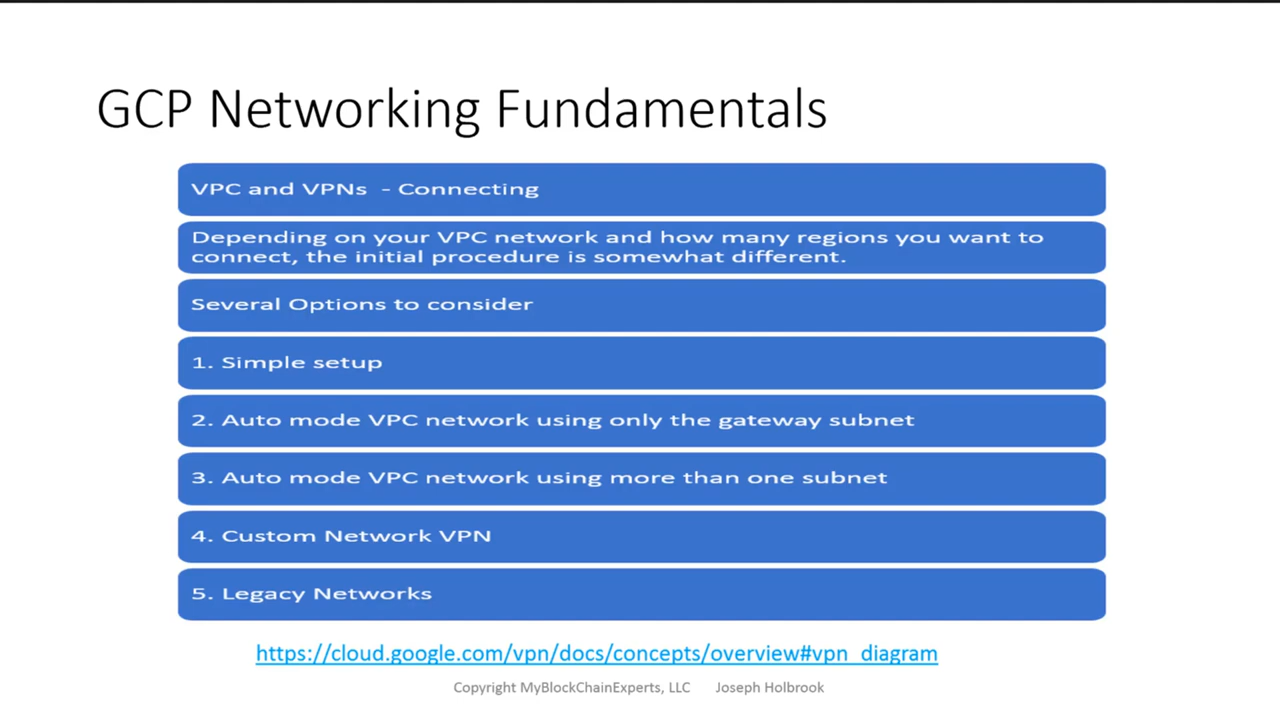 GCP Networking Fundamentals
VPC and VPNs - Connecting
Depending on your VPC network and how many regions you want to
connect, the initial procedure is somewhat different.
Several Options to consider
1. Simple setup
2. Auto mode VPC network using only the gateway subnet
3. Auto mode VPC network using more than one subnet
4. Custom Network VPN
5. Legacy Networks
https://cloud.google.com/vpn/docs/concepts/overview#vpn_diagram
Copyright MyBlockChainExperts, LLC Joseph Holbrook